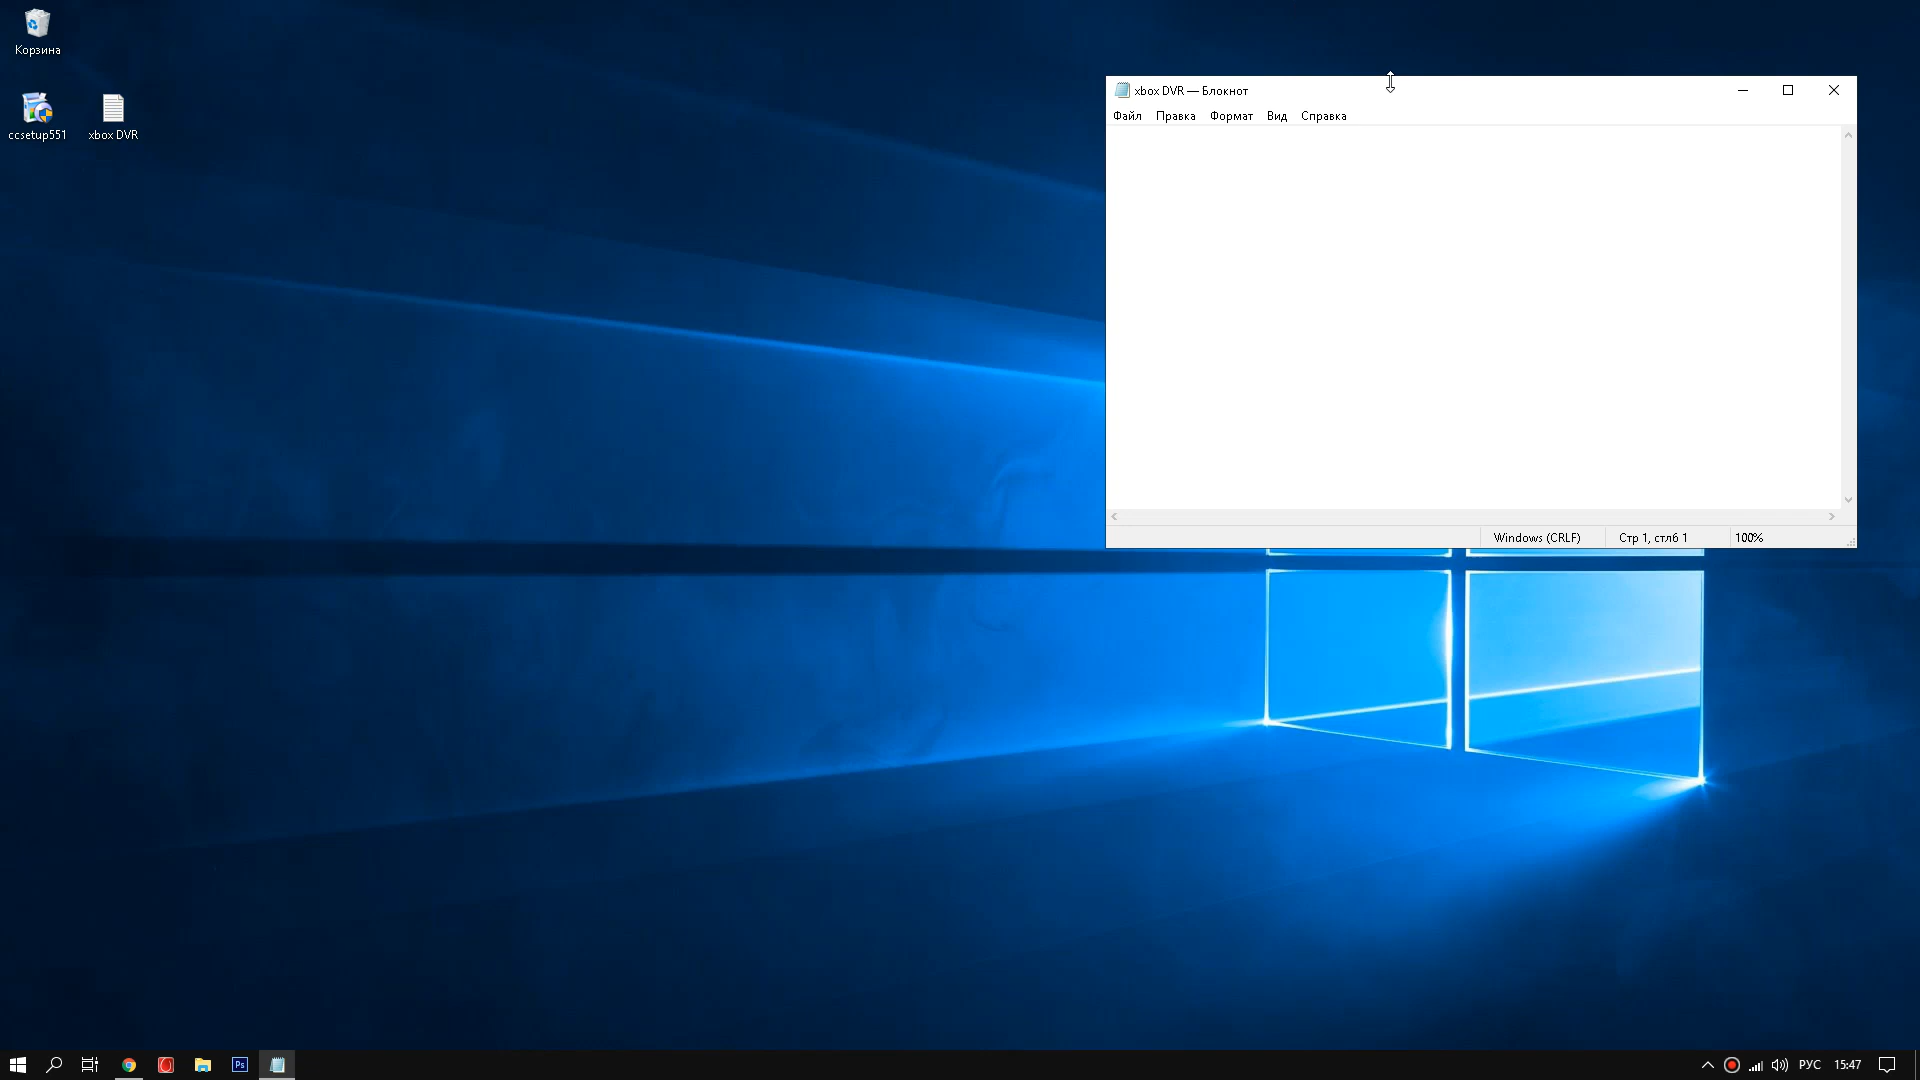 Корзина
ccsetup551
xbox DVR
xbox DVR — Блокнот
Файл Правка Формат Вид Справка
Windows (CRLF) Стр 1, стлб 1 100%
Ps
РУС 15:47